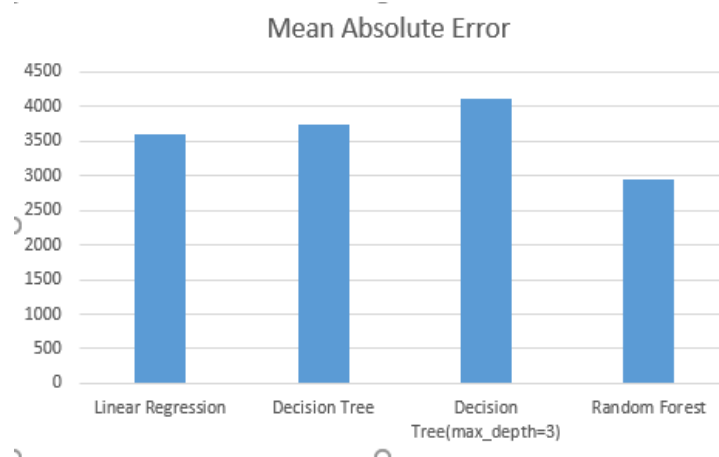 Mean Absolute Error
4500
4000
3500
3000
2500
2000
1500
1000
500
0
Linear Regression
Decision Tree
Decision
Tree(max_depth=3)
Random Forest